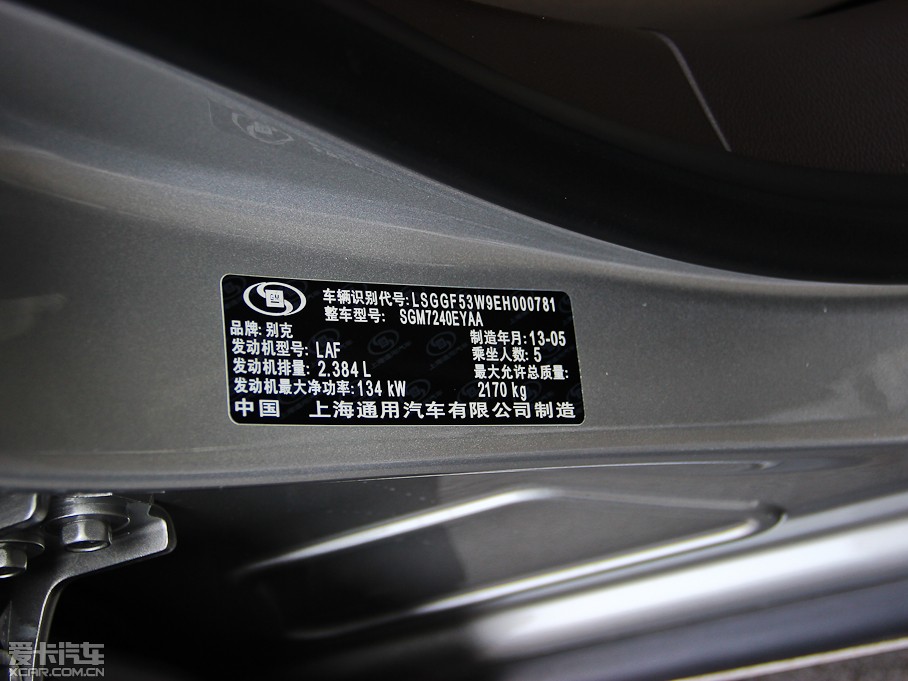 车辆识别代号: LSGGF53W9EH000781
整车型号: SGM7240EYAA
品牌: 别克 制造年月: 13-05
发动机型号: LAF 乘坐人数: 5
发动机排量: 2.384 L 最大允许总质量:
发动机最大净功率: 134 kW 2170 kg
中国 上海通用汽车有限公司制造
爱卡汽车
XCAR.COM.CN